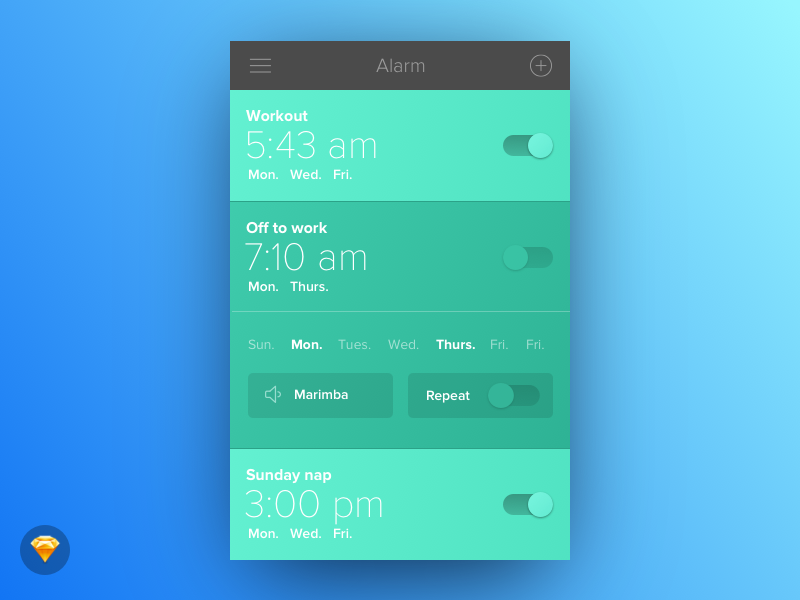 Alarm
Workout
5:43 am
Mon. Wed. Fri.
Off to work
7:10 am
Mon. Thurs.
Sun. Mon. Tues. Wed. Thurs. Fri. Fri.
Marimba Repeat
Sunday nap
3:00 pm
Mon. Wed. Fri.